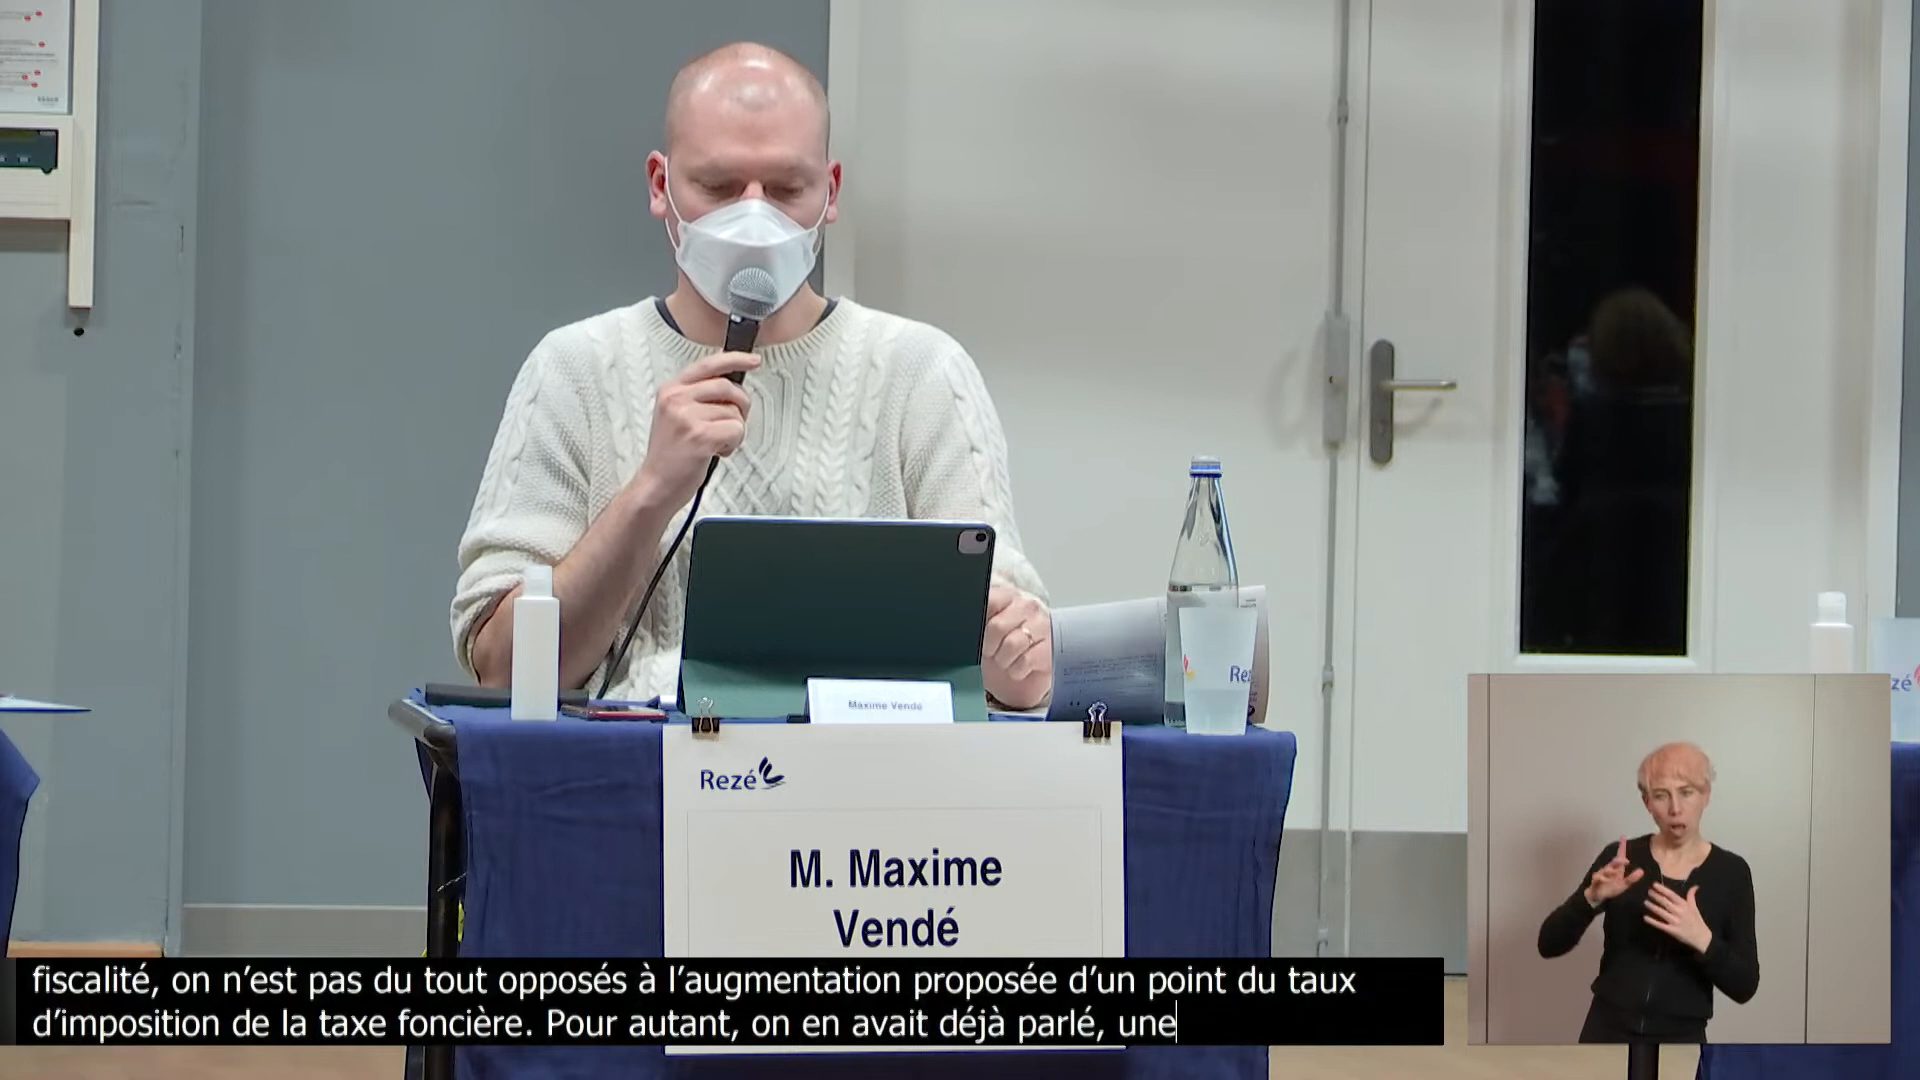 Maxime Vendé
Rezé
Rezé
M. Maxime
Vendé
zé
fiscalité, on n’est pas du tout opposés à l’augmentation proposée d’un point du taux
d’imposition de la taxe foncière. Pour autant, on en avait déjà parlé, une